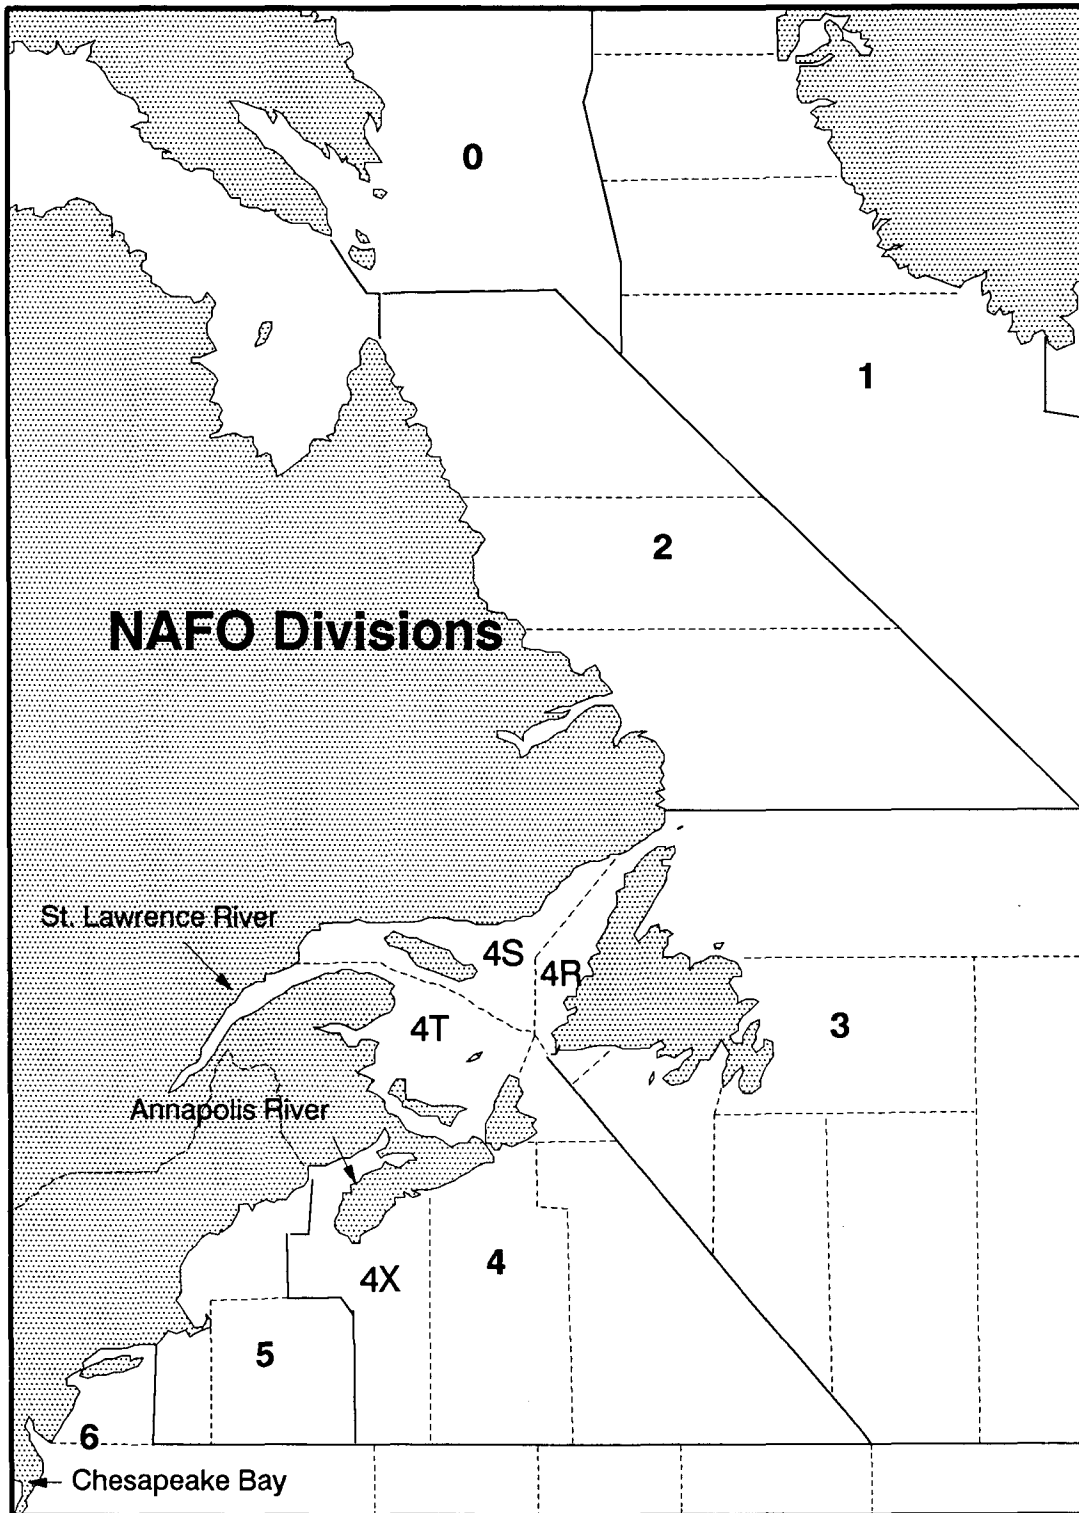 0
1
2
NAFO Divisions
St. Lawrence River
4S
4R
4T
3
Annapolis River
4
4X
5
6
Chesapeake Bay